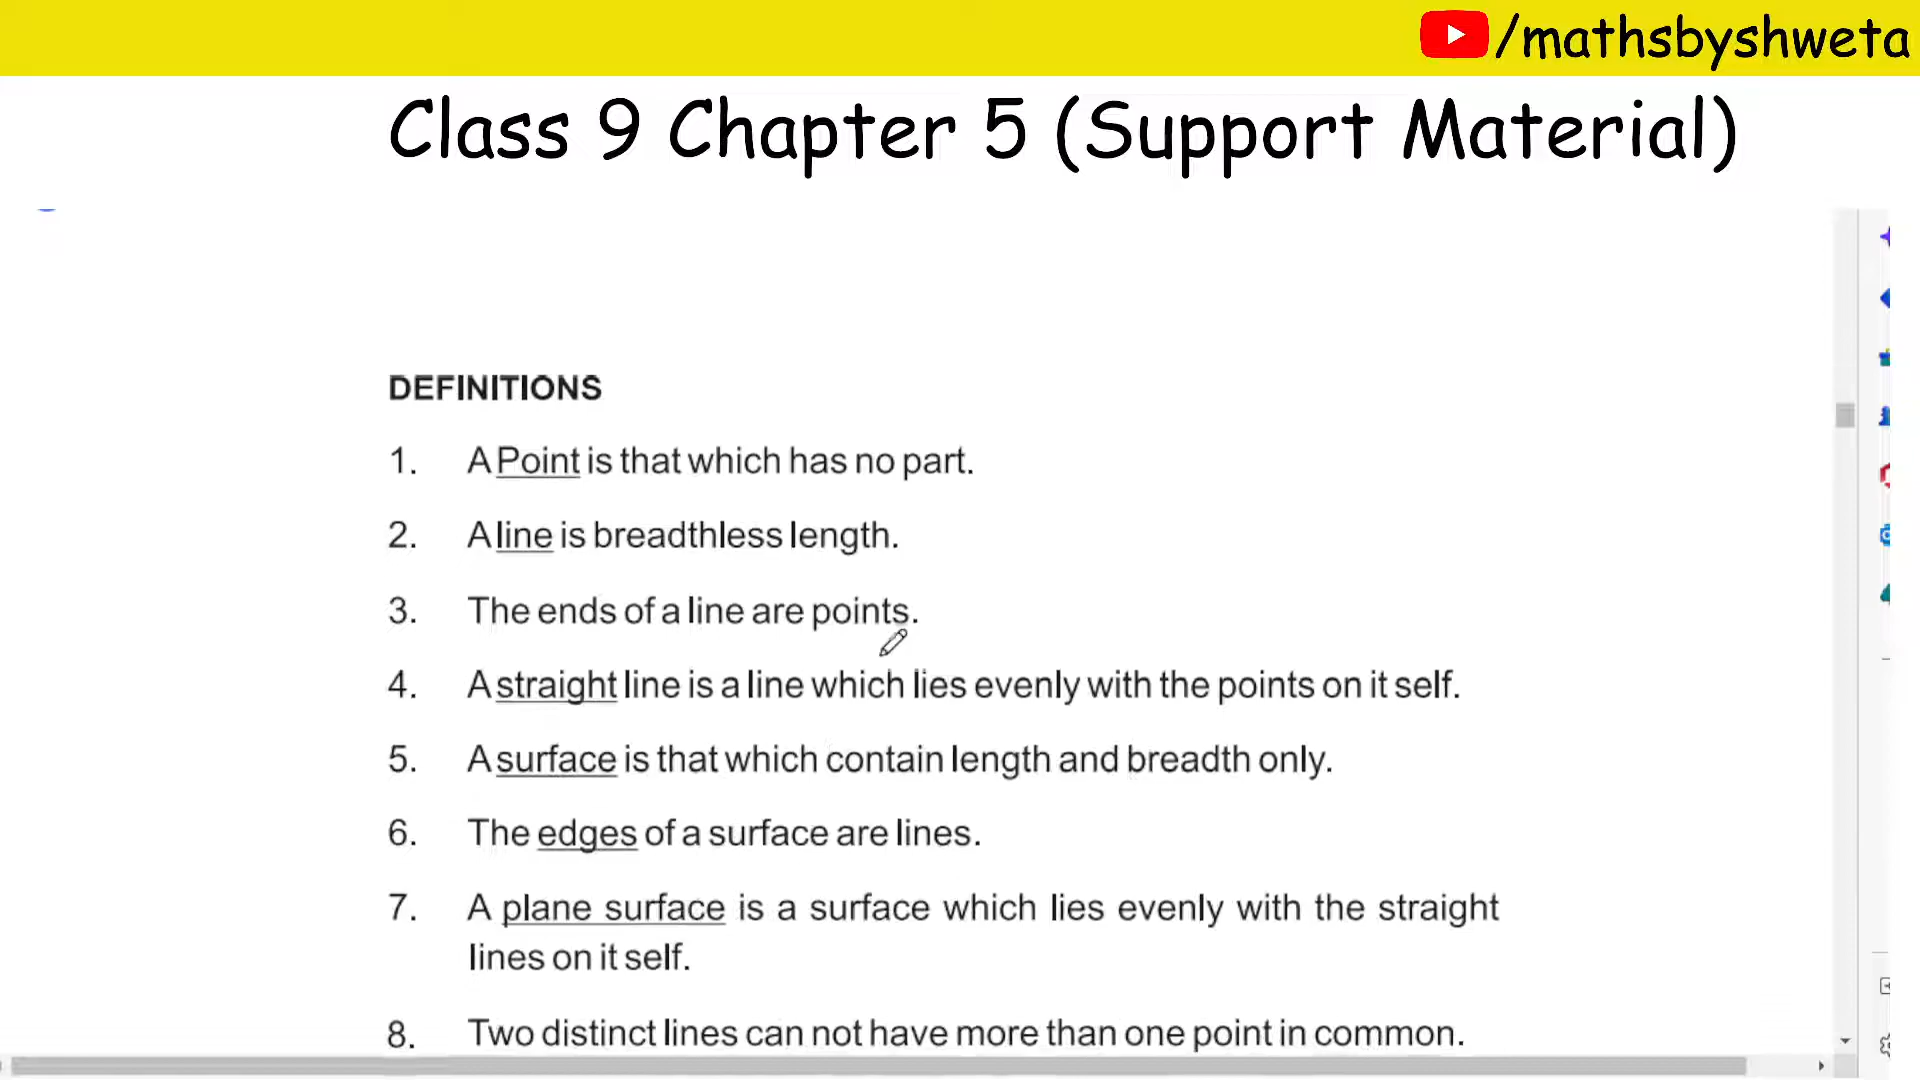 /mathsbyshweta
Class 9 Chapter 5 (Support Material)
DEFINITIONS
1. A Point is that which has no part.
2. A line is breadthless length.
3. The ends of a line are points.
4. A straight line is a line which lies evenly with the points on it self.
5. A surface is that which contain length and breadth only.
6. The edges of a surface are lines.
7. A plane surface is a surface which lies evenly with the straight
lines on it self.
8. Two distinct lines can not have more than one point in common.